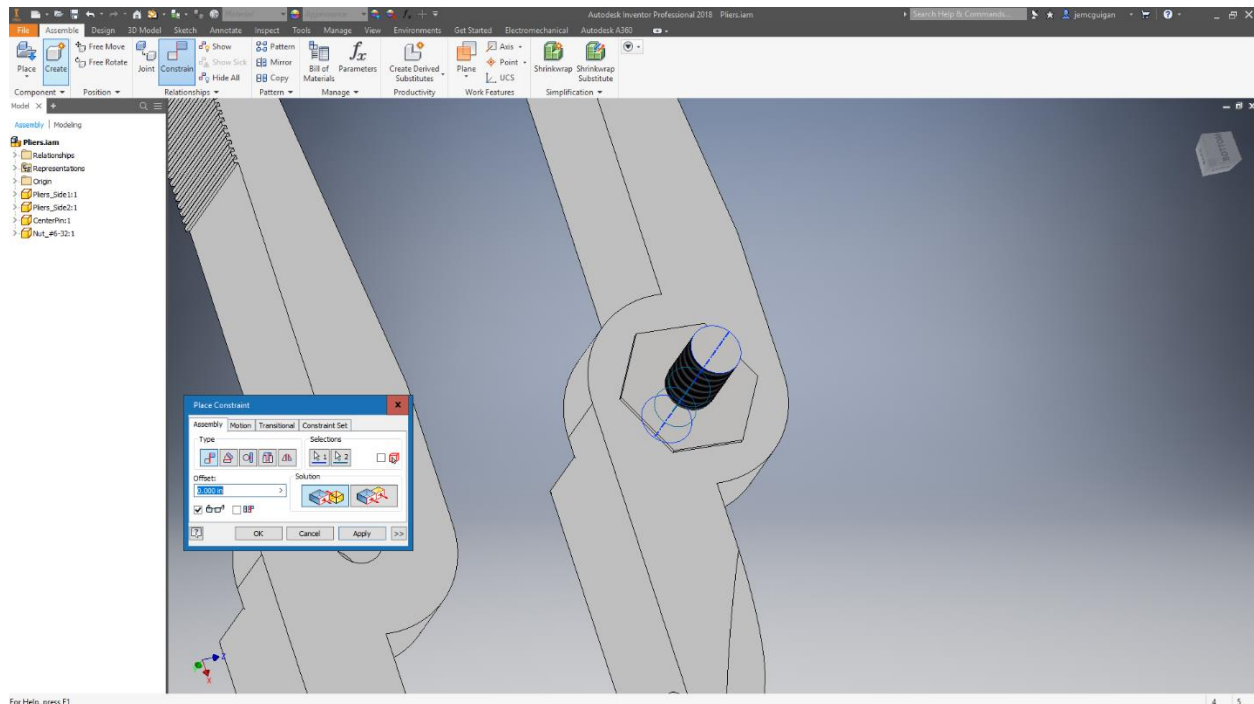 Autodesk Inventor Professional 2018 Pliers.iam
Search Help & Commands...
jemcguigan
File Assemble Design 3D Model Sketch Annotate Inspect Tools Manage View Environments Get Started Electromechanical Autodesk A360
Free Move Show Pattern Axis
Free Rotate Show Sick Mirror Point
Place Create Joint Constrain Hide All Copy Bill of Materials Parameters Create Derived Substitutes Plane UCS Shrinkwrap Shrinkwrap Substitute
Component Position Relationships Pattern Manage Productivity Work Features Simplification
Model
Assembly | Modeling
Pliers.iam
Relationships
Representations
Origin
Pliers_Side1:1
Pliers_Side2:1
CenterPin:1
Nut_#6-32:1
BOTTOM
Place Constraint
Assembly Motion Transitional Constraint Set
Type Selections
1 2
Offset: Solution
0.000 in
OK Cancel Apply >>
Z
X
For Help, press F1
4 5